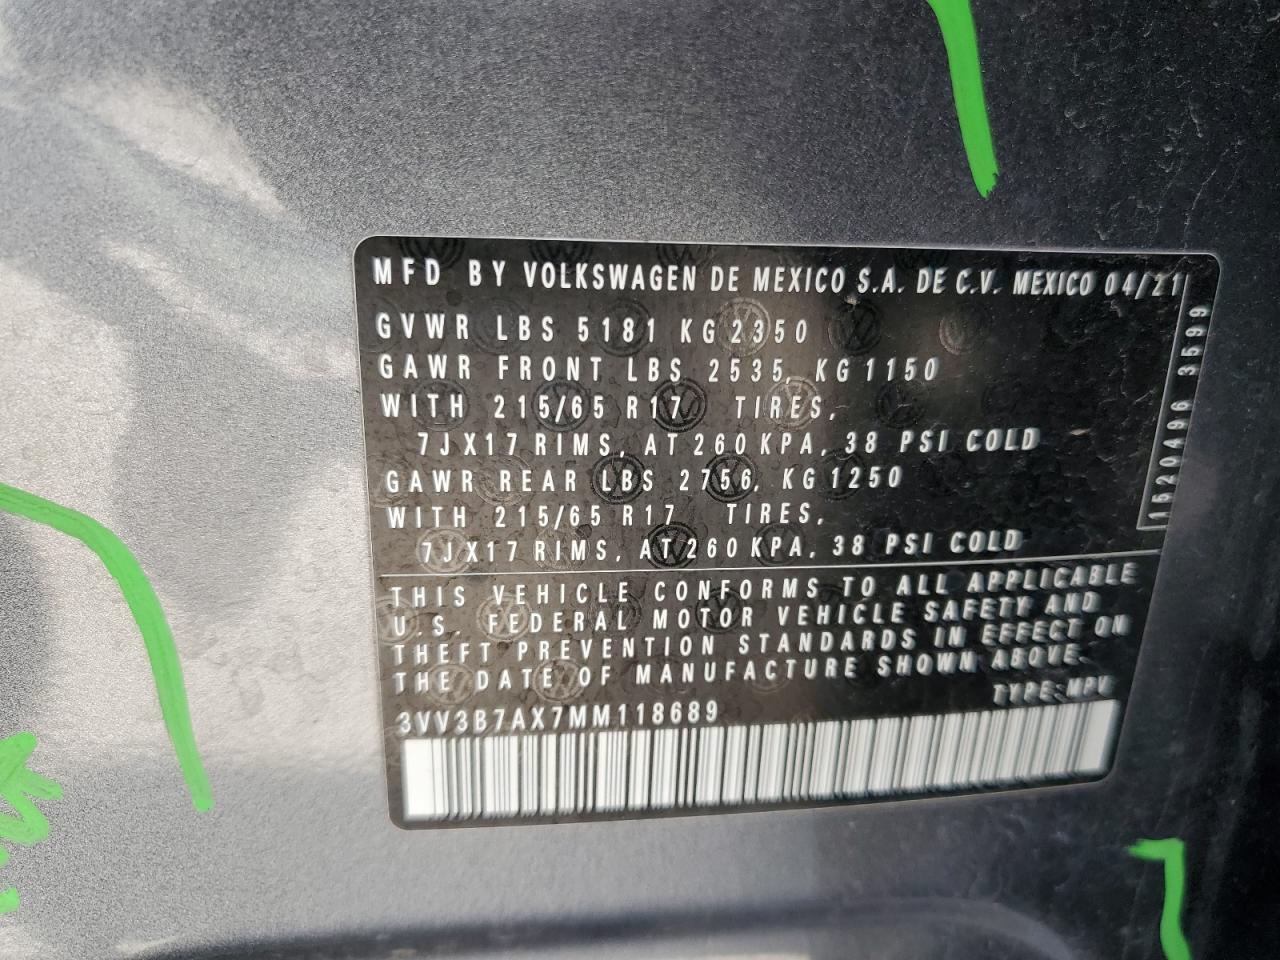 MFD BY VOLKSWAGEN DE MEXICO S.A. DE C.V. MEXICO 04/21
GVWR LBS 5181 KG 2350
GAWR FRONT LBS 2535, KG 1150
WITH 215/65 R17 TIRES,
7JX17 RIMS, AT 260 KPA, 38 PSI COLD
GAWR REAR LBS 2756, KG 1250
WITH 215/65 R17 TIRES,
7JX17 RIMS, AT 260 KPA, 38 PSI COLD
1529496 3599
THIS VEHICLE CONFORMS TO ALL APPLICABLE
U.S. FEDERAL MOTOR VEHICLE SAFETY AND
THEFT PREVENTION STANDARDS IN EFFECT ON
THE DATE OF MANUFACTURE SHOWN ABOVE.
TYPE: MPV
3VV3B7AX7MM118689